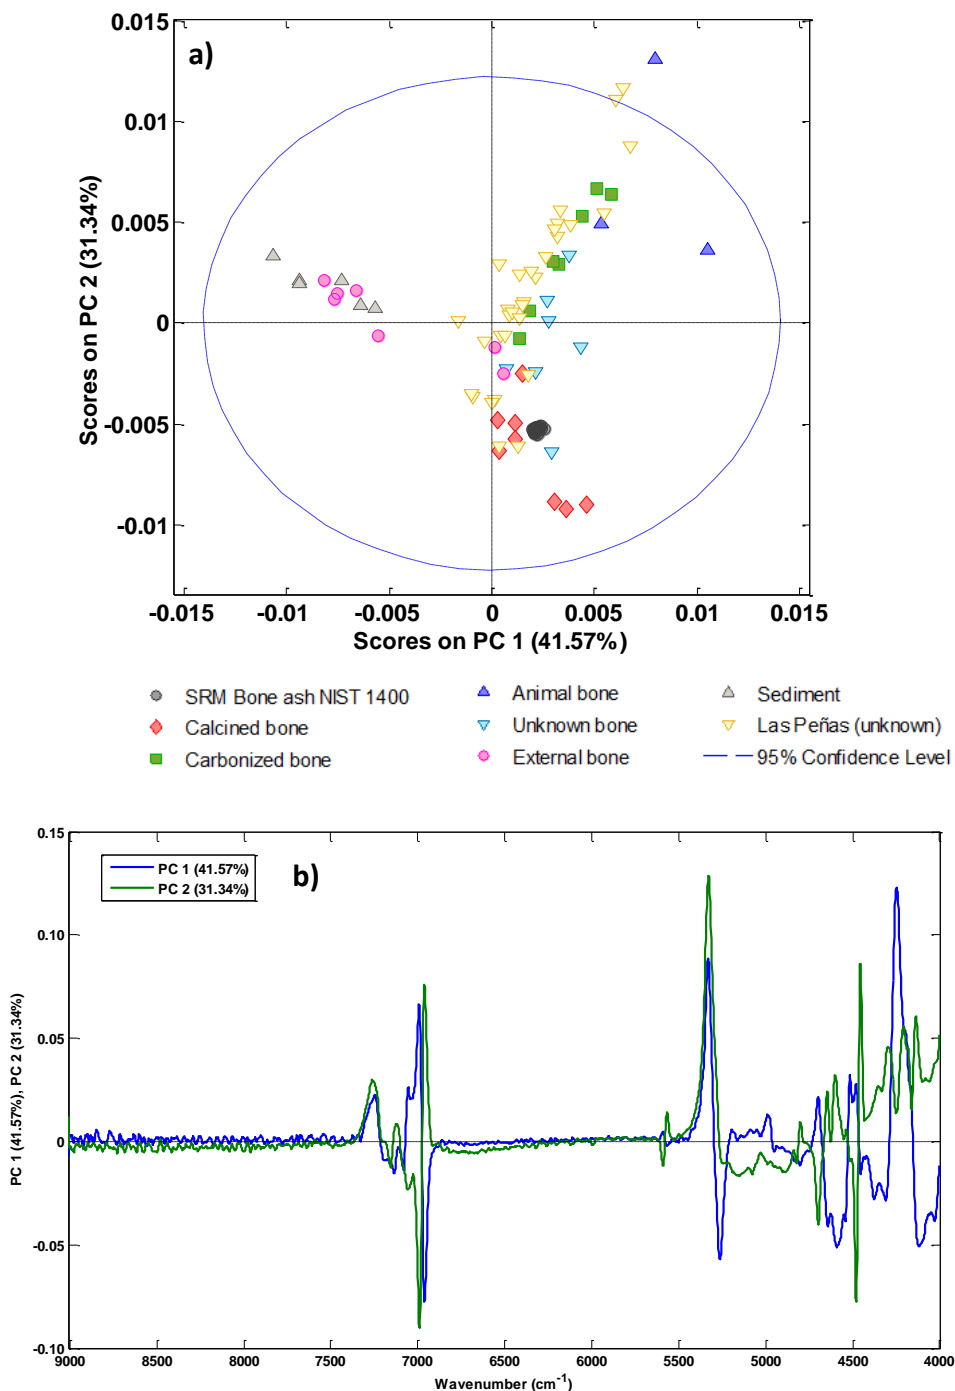 a)
0.015
0.01
0.005
0
-0.005
-0.01
Scores on PC 2 (31.34%)
-0.015 -0.01 -0.005 0 0.005 0.01 0.015
Scores on PC 1 (41.57%)
SRM Bone ash NIST 1400 Animal bone Sediment
Calcined bone Unknown bone Las Peñas (unknown)
Carbonized bone External bone 95% Confidence Level
b)
PC 1 (41.57%)
PC 2 (31.34%)
0.15
0.10
0.05
0
-0.05
-0.10
PC 1 (41.57%), PC 2 (31.34%)
9000 8500 8000 7500 7000 6500 6000 5500 5000 4500 4000
Wavenumber (cm⁻¹)